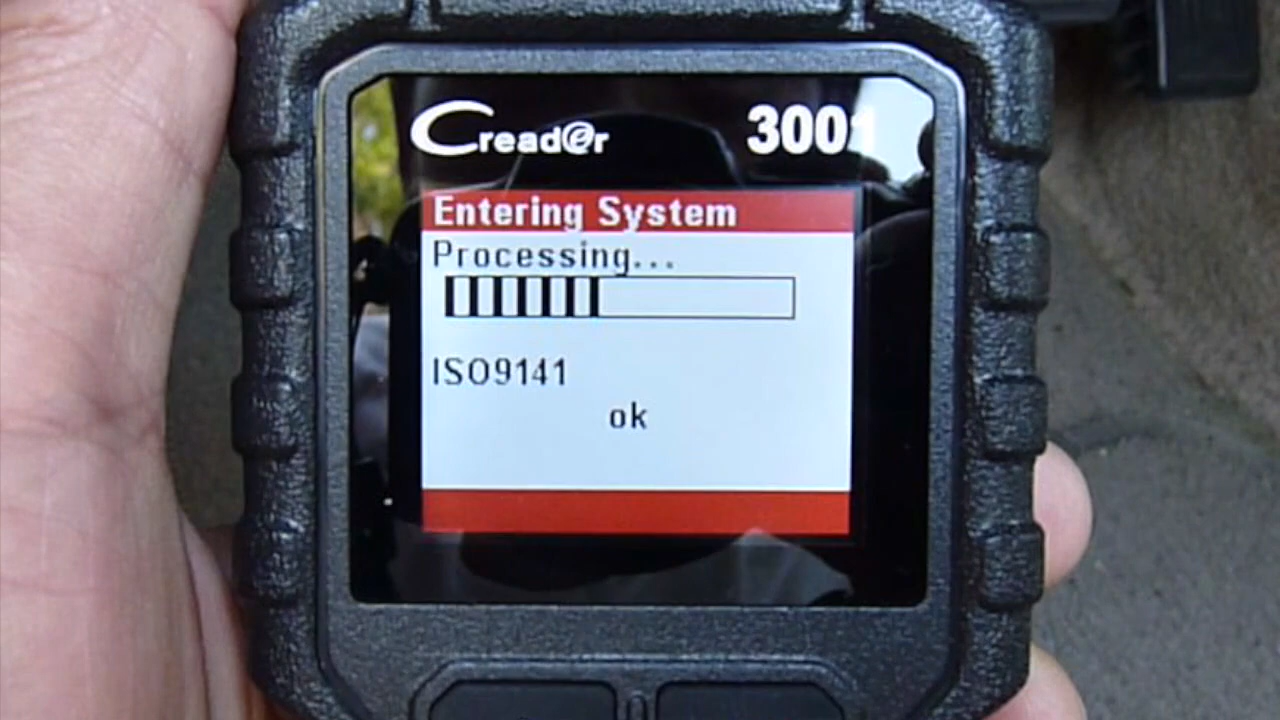 Cread@r 3001
Entering System
Processing...
ISO9141
ok